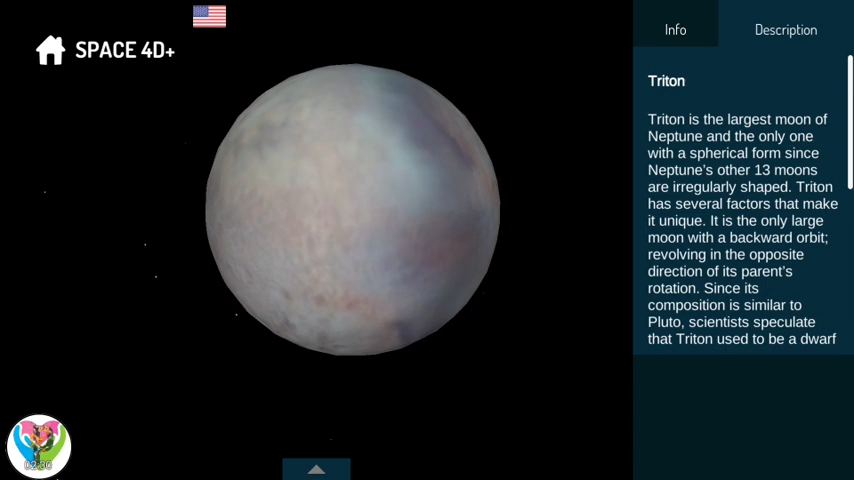 SPACE 4D+
Info
Description
Triton
Triton is the largest moon of
Neptune and the only one
with a spherical form since
Neptune's other 13 moons
are irregularly shaped. Triton
has several factors that make
it unique. It is the only large
moon with a backward orbit;
revolving in the opposite
direction of its parent's
rotation. Since its
composition is similar to
Pluto, scientists speculate
that Triton used to be a dwarf